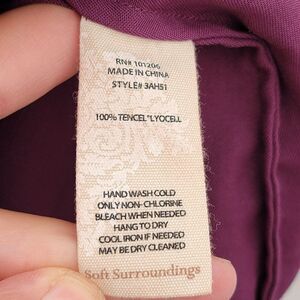 RN# 101206
MADE IN CHINA
STYLE# 3AH51
100% TENCEL® LYOCELL
HAND WASH COLD
ONLY NON-CHLORINE
BLEACH WHEN NEEDED
HANG TO DRY
COOL IRON IF NEEDED
MAY BE DRY CLEANED
Soft Surroundings